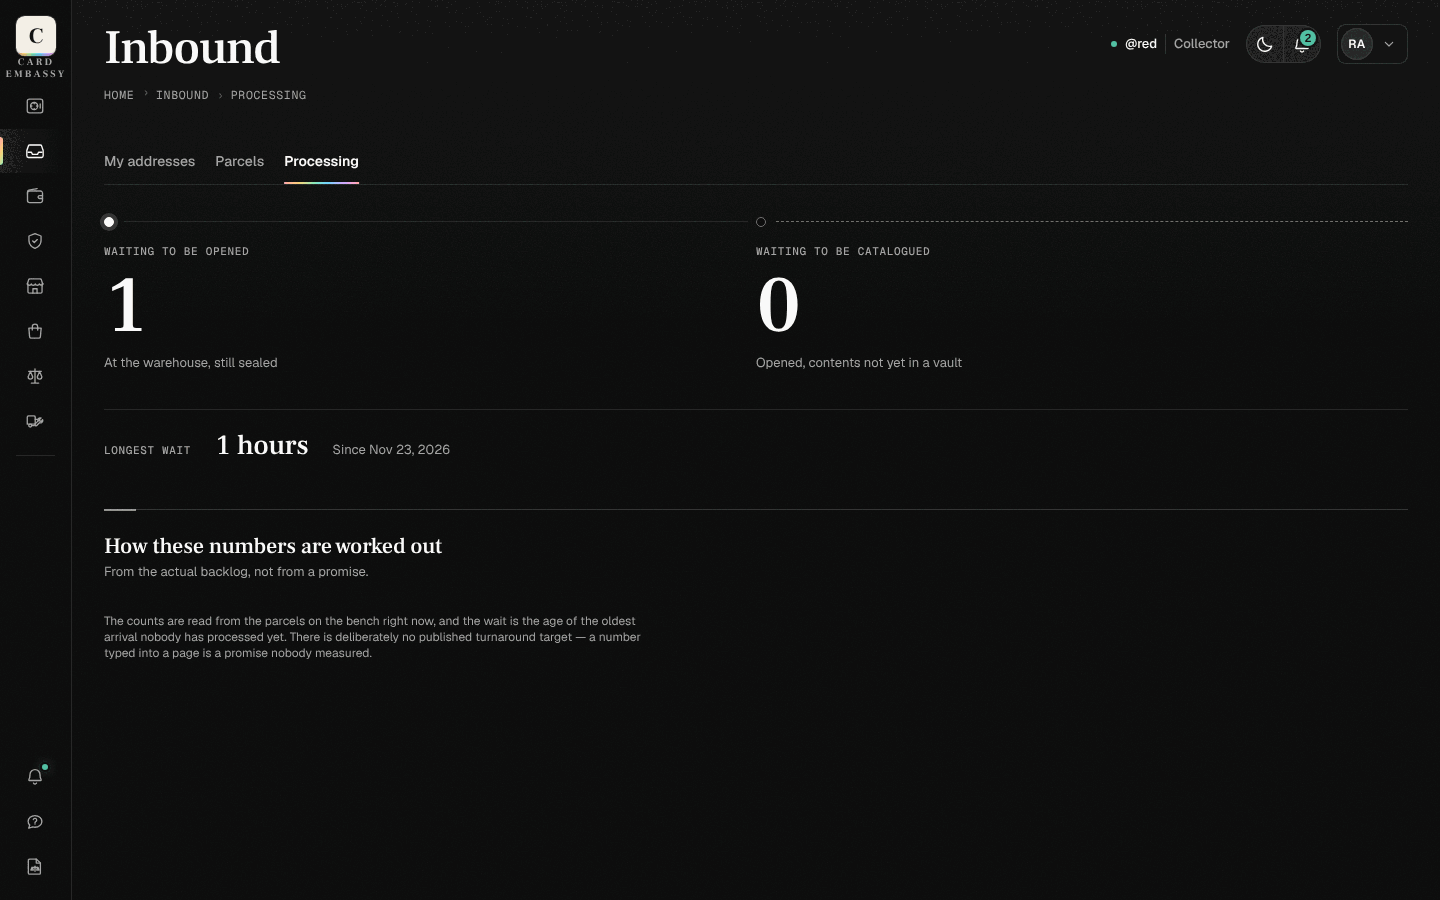 C
CARD
EMBASSY
Inbound
@red
Collector
2
RA
HOME › INBOUND › PROCESSING
My addresses
Parcels
Processing
WAITING TO BE OPENED
1
At the warehouse, still sealed
WAITING TO BE CATALOGUED
0
Opened, contents not yet in a vault
LONGEST WAIT 1 hours Since Nov 23, 2026
How these numbers are worked out
From the actual backlog, not from a promise.
The counts are read from the parcels on the bench right now, and the wait is the age of the oldest
arrival nobody has processed yet. There is deliberately no published turnaround target — a number
typed into a page is a promise nobody measured.